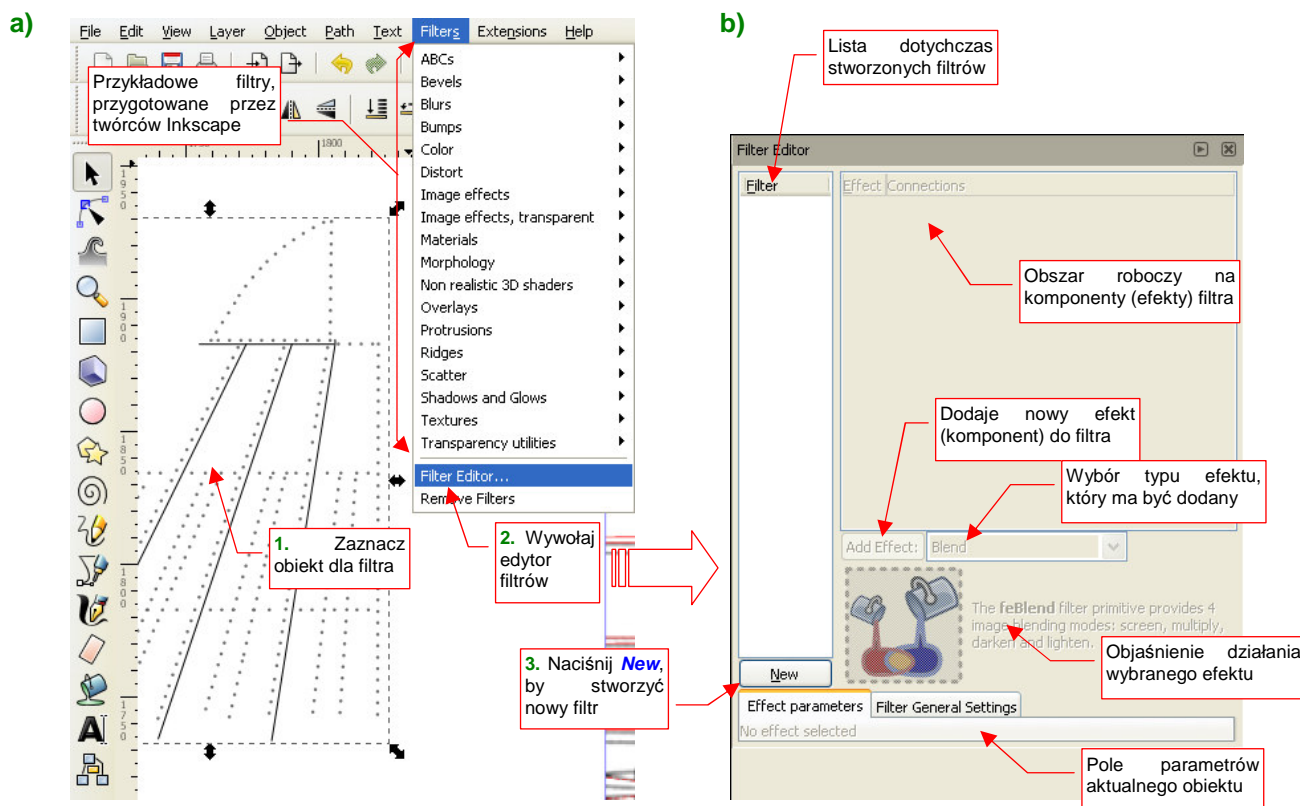 a)
File Edit View Layer Object Path Text Filters Extensions Help
Przykładowe filtry,
przygotowane przez
twórców Inkscape
ABCs
Bevels
Blurs
Bumps
Color
Distort
Image effects
Image effects, transparent
Materials
Morphology
Non realistic 3D shaders
Overlays
Protrusions
Ridges
Scatter
Shadows and Glows
Textures
Transparency utilities
Filter Editor...
Remove Filters
1800
1950
1900
1850
1800
1750
1. Zaznacz
obiekt dla filtra
2. Wywołaj
edytor
filtrów
3. Naciśnij New,
by stworzyć
nowy filtr
b)
Lista dotychczas
stworzonych filtrów
Filter Editor
Filter
Effect Connections
Obszar roboczy na
komponenty (efekty) filtra
Dodaje nowy efekt
(komponent) do filtra
Wybór typu efektu,
który ma być dodany
Add Effect: Blend
The feBlend filter primitive provides 4
image blending modes: screen, multiply,
darken and lighten.
Objaśnienie działania
wybranego efektu
New
Effect parameters Filter General Settings
No effect selected
Pole parametrów
aktualnego obiektu